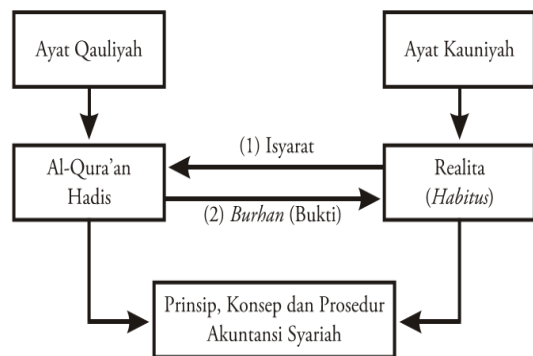 Ayat Qauliyah
Ayat Kauniyah
(1) Isyarat
Al-Qura'an
Hadis
Realita
(Habitus)
(2) Burhan (Bukti)
Prinsip, Konsep dan Prosedur
Akuntansi Syariah